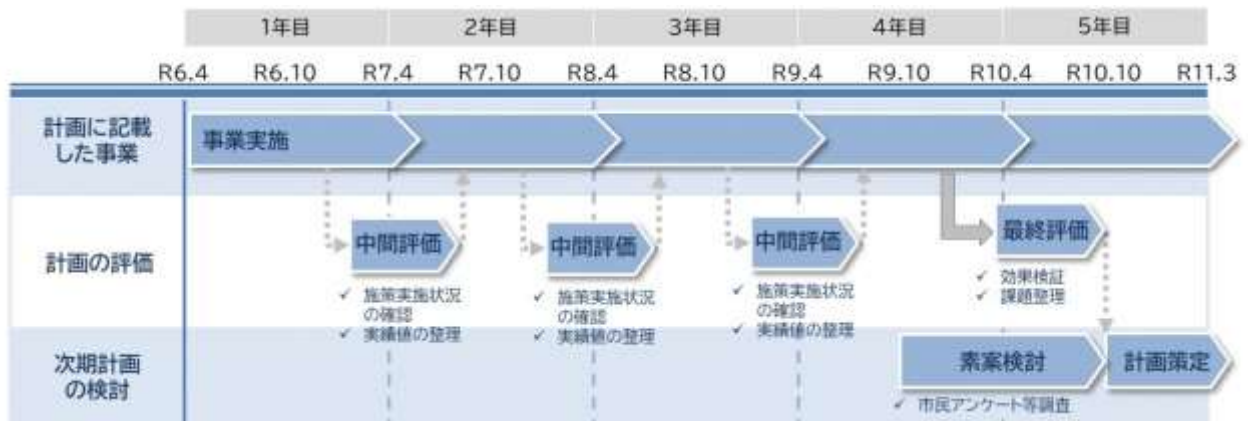 1年目 2年目 3年目 4年目 5年目
R6.4 R6.10 R7.4 R7.10 R8.4 R8.10 R9.4 R9.10 R10.4 R10.10 R11.3
計画に記載
した事業
事業実施
計画の評価
中間評価
✓ 施策実施状況
の確認
✓ 実績値の整理
中間評価
✓ 施策実施状況
の確認
✓ 実績値の整理
中間評価
✓ 施策実施状況
の確認
✓ 実績値の整理
最終評価
✓ 効果検証
✓ 課題整理
次期計画
の検討
素案検討
✓ 市民アンケート等調査
計画策定